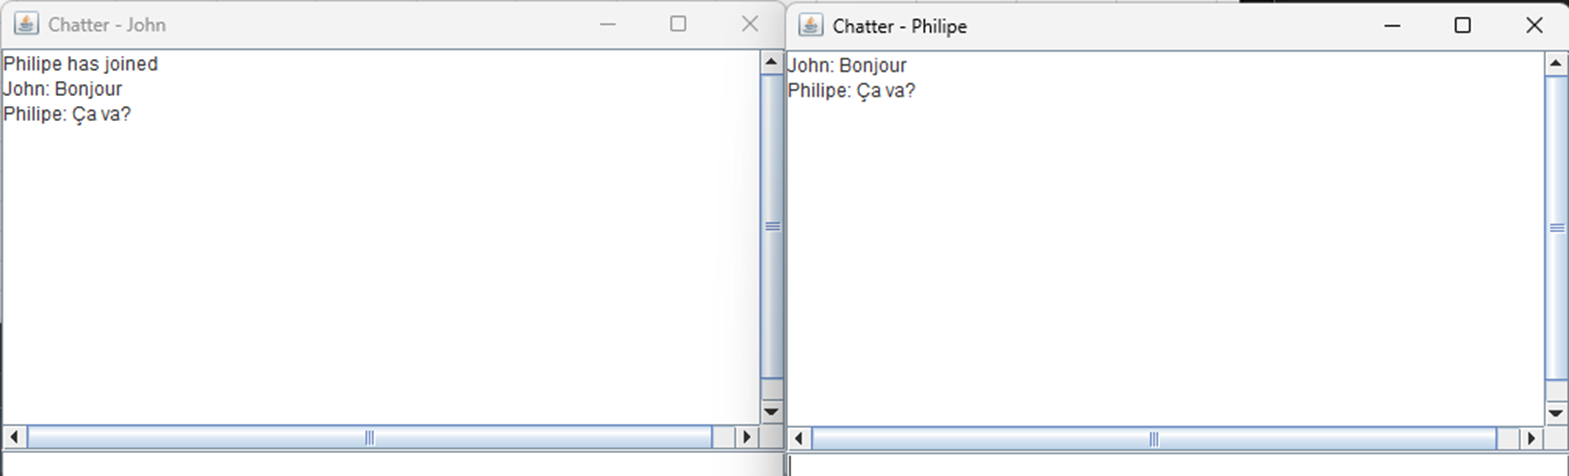 Chatter - John
Philipe has joined
John: Bonjour
Philipe: Ça va?
Chatter - Philipe
John: Bonjour
Philipe: Ça va?